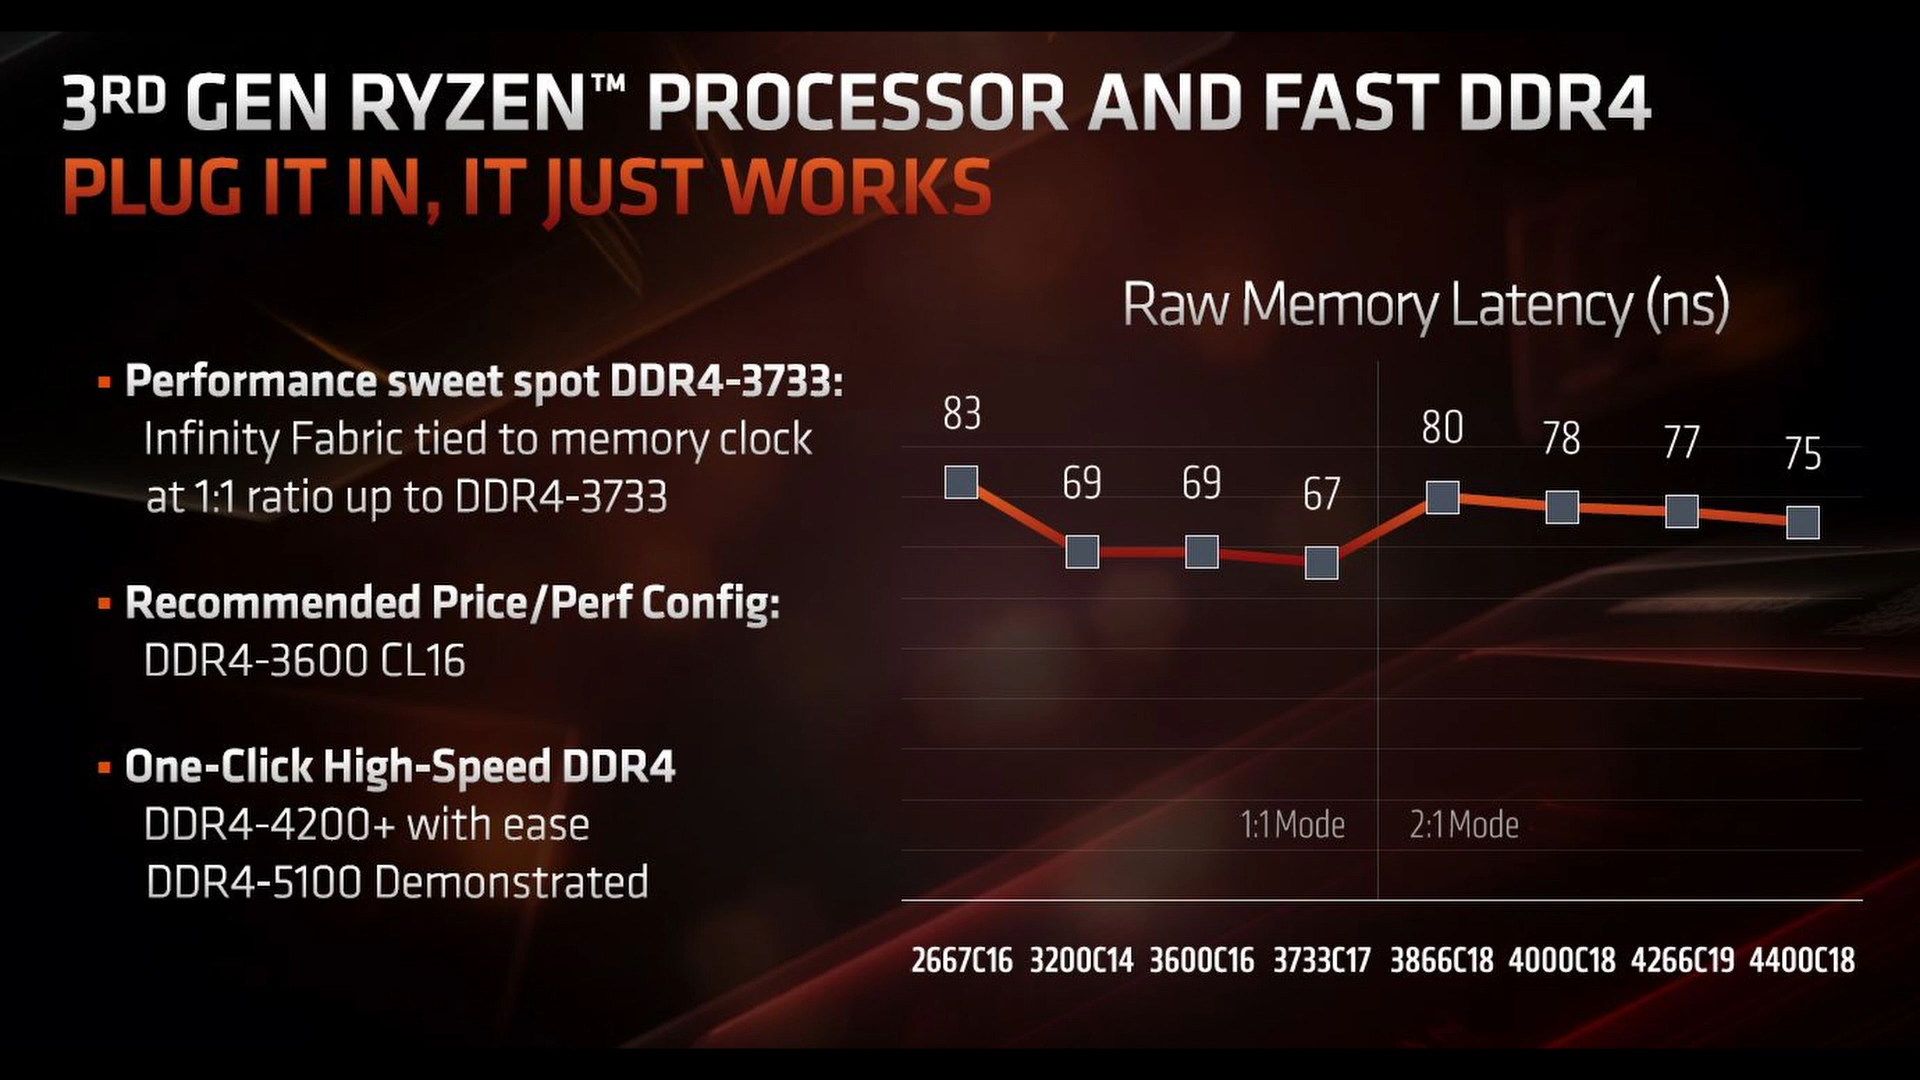 3RD GEN RYZEN™ PROCESSOR AND FAST DDR4
PLUG IT IN, IT JUST WORKS
▪ Performance sweet spot DDR4-3733:
Infinity Fabric tied to memory clock
at 1:1 ratio up to DDR4-3733
▪ Recommended Price/Perf Config:
DDR4-3600 CL16
▪ One-Click High-Speed DDR4
DDR4-4200+ with ease
DDR4-5100 Demonstrated
Raw Memory Latency (ns)
83 69 69 67 80 78 77 75
1:1 Mode 2:1 Mode
2667C16 3200C14 3600C16 3733C17 3866C18 4000C18 4266C19 4400C18